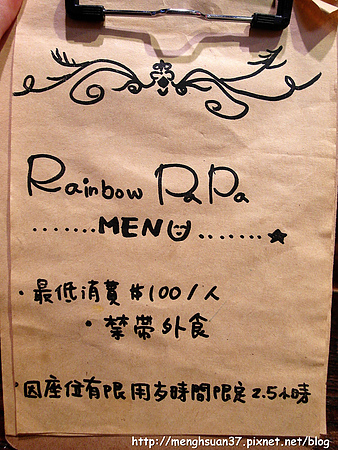 Rainbow PaPa
.......MENU.......★
·最低消費$100/人
·禁帶外食
·因座位有限用歺時間限定2.5小時
http://menghsuan37.pixnet.net/blog